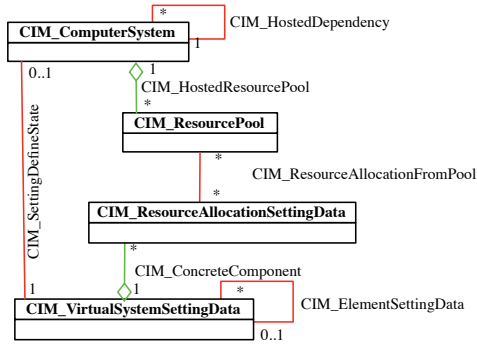 *
CIM_HostedDependency
CIM_ComputerSystem
1
0..1
1
CIM_HostedResourcePool
*
CIM_ResourcePool
CIM_SettingDefineState
*
CIM_ResourceAllocationFromPool
*
CIM_ResourceAllocationSettingData
*
CIM_ConcreteComponent
1
1
*
CIM_ElementSettingData
CIM_VirtualSystemSettingData
0..1